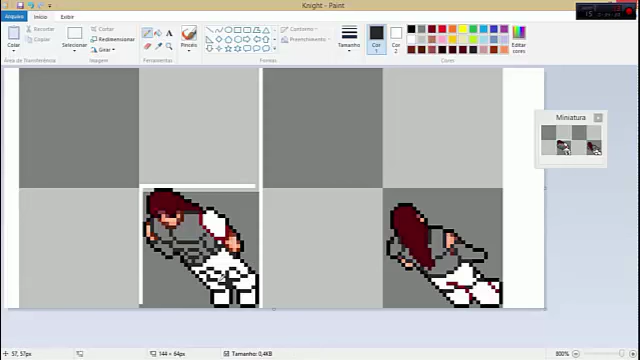 Knight - Paint
Arquivo
Início
Exibir
Colar
Recortar
Copiar
Área de Transferência
Selecionar
Cortar
Redimensionar
Girar
Imagem
Ferramentas
Pincéis
Contorno
Preenchimento
Formas
Tamanho
Cor
1
Cor
2
Editar
cores
Cores
Miniatura
57, 57px
144 × 64px
Tamanho: 0,4KB
800%